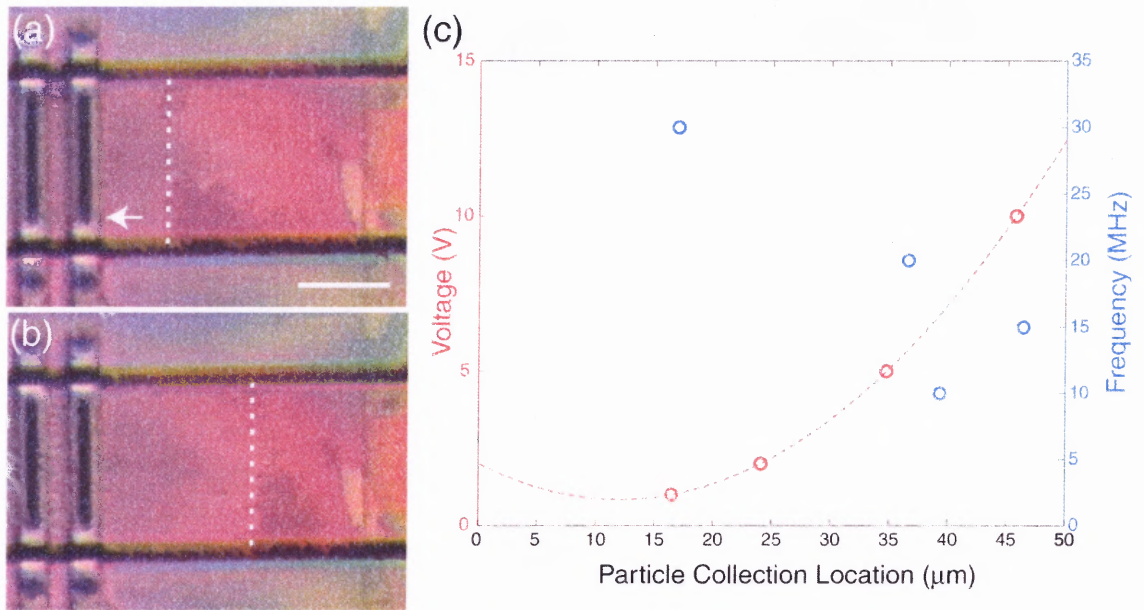 (a)
(b)
(c)
15
10
5
0
Voltage (V)
35
30
25
20
15
10
5
0
Frequency (MHz)
0 5 10 15 20 25 30 35 40 45 50
Particle Collection Location (μm)